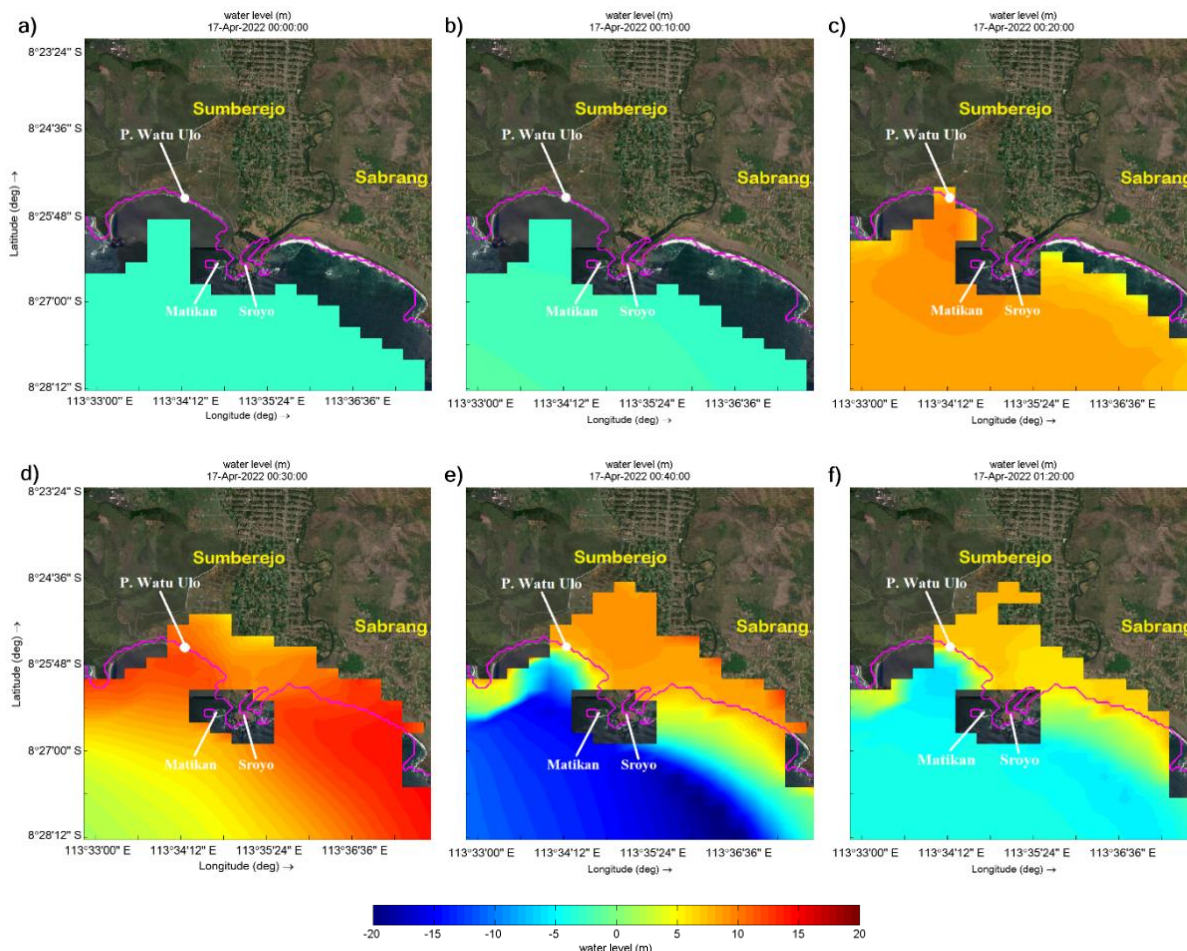 a)
water level (m)
17-Apr-2022 00:00:00
8°23'24" S
8°24'36" S
8°25'48" S
8°27'00" S
8°28'12" S
Latitude (deg) →
Sumberejo
P. Watu Ulo
Sabrang
Matikan
Sroyo
113°33'00" E
113°34'12" E
113°35'24" E
113°36'36" E
Longitude (deg) →
b)
water level (m)
17-Apr-2022 00:10:00
Sumberejo
P. Watu Ulo
Sabrang
Matikan
Sroyo
113°33'00" E
113°34'12" E
113°35'24" E
113°36'36" E
Longitude (deg) →
c)
water level (m)
17-Apr-2022 00:20:00
Sumberejo
P. Watu Ulo
Sabrang
Matikan
Sroyo
113°33'00" E
113°34'12" E
113°35'24" E
113°36'36" E
Longitude (deg) →
d)
water level (m)
17-Apr-2022 00:30:00
8°23'24" S
8°24'36" S
8°25'48" S
8°27'00" S
8°28'12" S
Latitude (deg) →
Sumberejo
P. Watu Ulo
Sabrang
Matikan
Sroyo
113°33'00" E
113°34'12" E
113°35'24" E
113°36'36" E
Longitude (deg) →
e)
water level (m)
17-Apr-2022 00:40:00
Sumberejo
P. Watu Ulo
Sabrang
Matikan
Sroyo
113°33'00" E
113°34'12" E
113°35'24" E
113°36'36" E
Longitude (deg) →
f)
water level (m)
17-Apr-2022 01:20:00
Sumberejo
P. Watu Ulo
Sabrang
Matikan
Sroyo
113°33'00" E
113°34'12" E
113°35'24" E
113°36'36" E
Longitude (deg) →
-20 -15 -10 -5 0 5 10 15 20
water level (m)